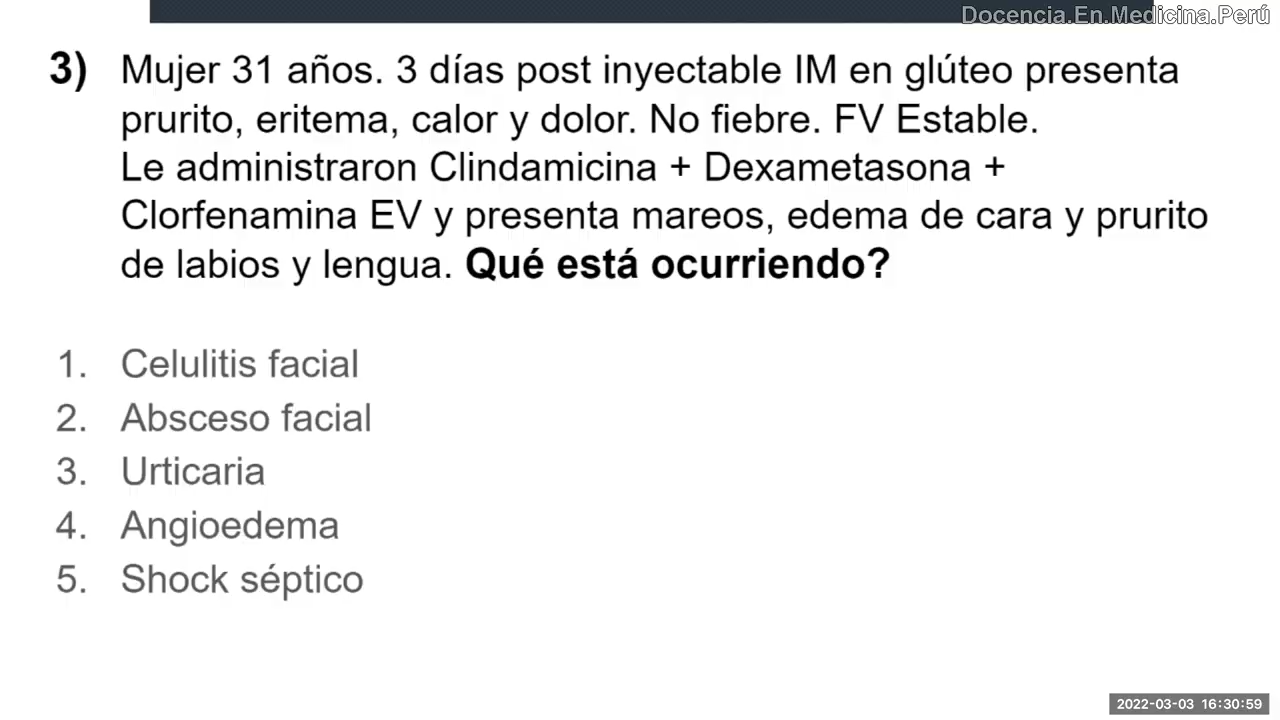 Docencia.En.Medicina.Perú
3) Mujer 31 años. 3 días post inyectable IM en glúteo presenta
prurito, eritema, calor y dolor. No fiebre. FV Estable.
Le administraron Clindamicina + Dexametasona +
Clorfenamina EV y presenta mareos, edema de cara y prurito
de labios y lengua. Qué está ocurriendo?
1. Celulitis facial
2. Absceso facial
3. Urticaria
4. Angioedema
5. Shock séptico
2022-03-03 16:30:59